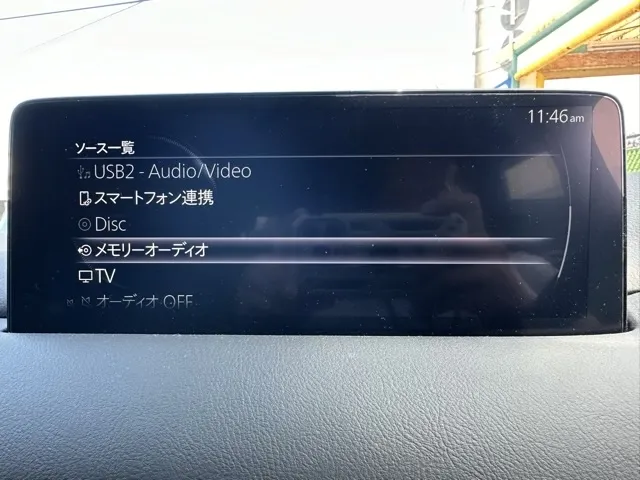 11:46am
ソース一覧
USB2 - Audio/Video
スマートフォン連携
Disc
メモリーオーディオ
TV
オーディオ OFF